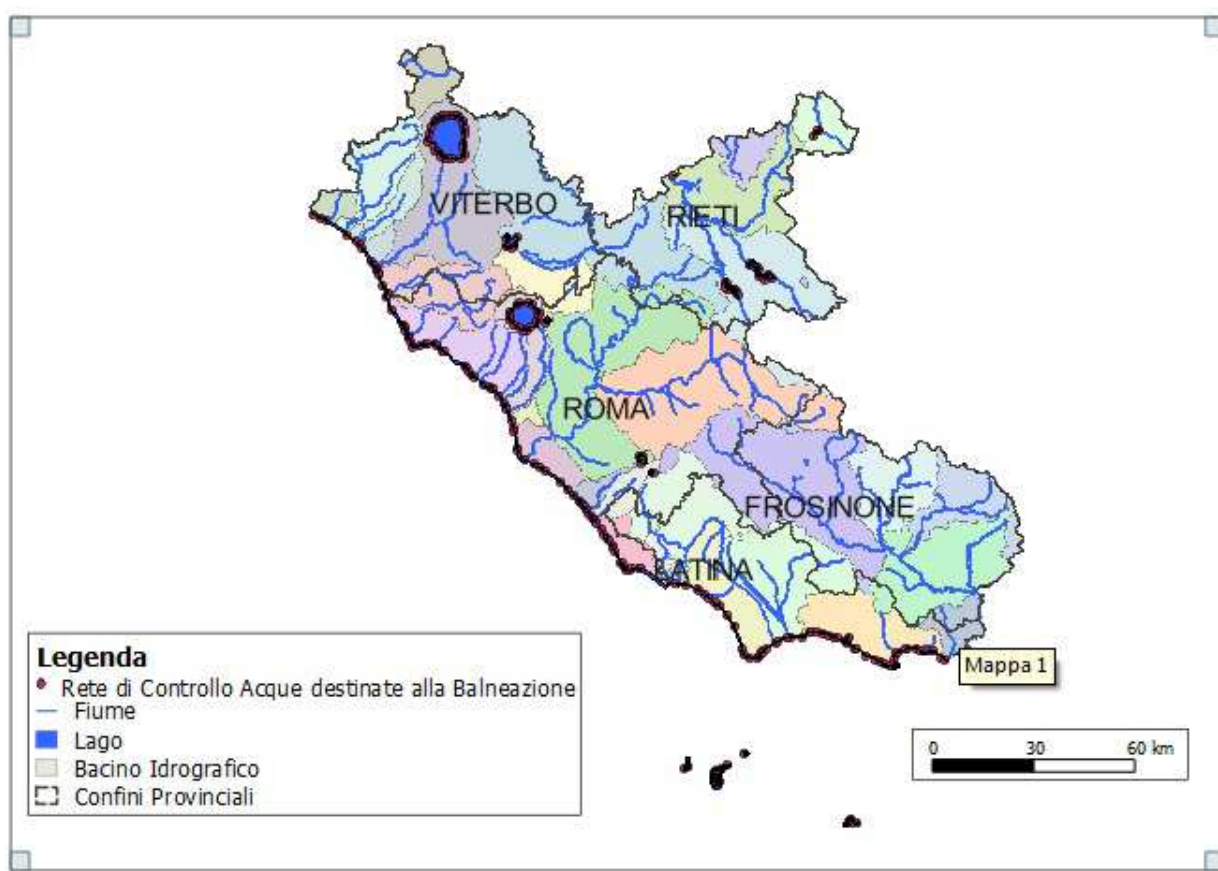 VITERBO
RIETI
ROMA
FROSINONE
LATINA
Legenda
Rete di Controllo Acque destinate alla Balneazione
Fiume
Lago
Bacino Idrografico
Confini Provinciali
Mappa 1
0 30 60 km